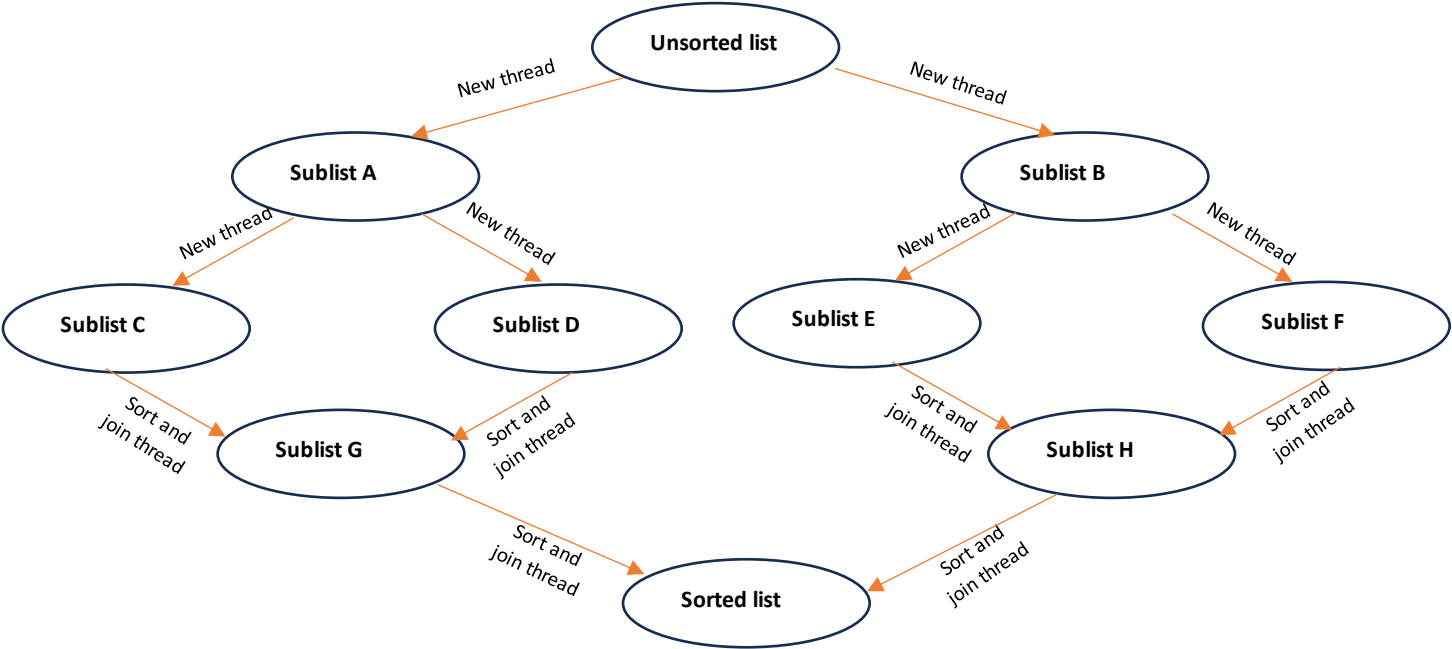 Unsorted list
New thread
New thread
Sublist A
Sublist B
New thread
New thread
New thread
New thread
Sublist C
Sublist D
Sublist E
Sublist F
Sort and
join thread
Sort and
join thread
Sort and
join thread
Sort and
join thread
Sublist G
Sublist H
Sort and
join thread
Sort and
join thread
Sorted list